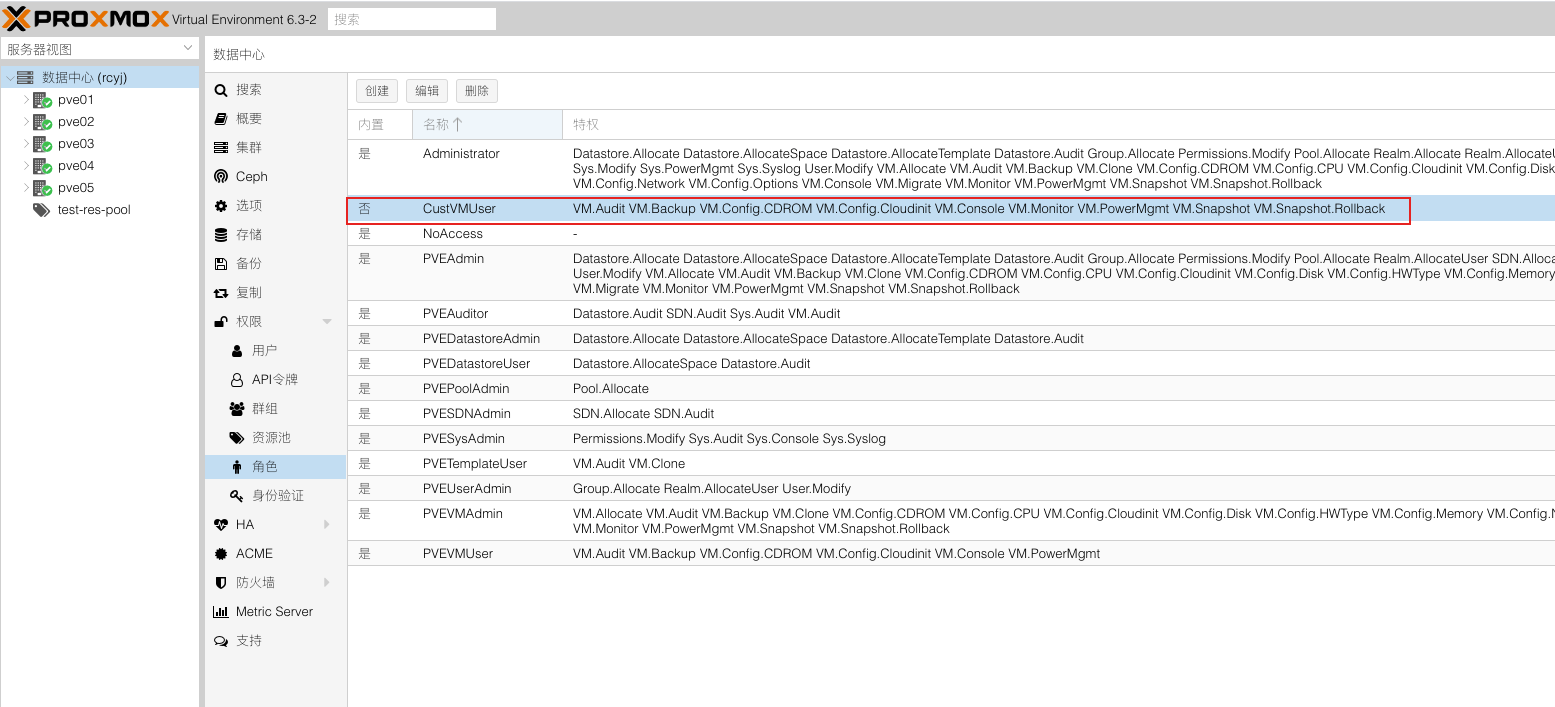 PROXMOX Virtual Environment 6.3-2 搜索
服务器视图
数据中心 (rcyj)
pve01
pve02
pve03
pve04
pve05
test-res-pool
数据中心
搜索
概要
集群
Ceph
选项
存储
备份
复制
权限
用户
API令牌
群组
资源池
角色
身份验证
HA
ACME
防火墙
Metric Server
支持
创建 编辑 删除
内置 名称 ↑ 特权
是 Administrator Datastore.Allocate Datastore.AllocateSpace Datastore.AllocateTemplate Datastore.Audit Group.Allocate Permissions.Modify Pool.Allocate Realm.Allocate Realm.AllocateU
Sys.Modify Sys.PowerMgmt Sys.Syslog User.Modify VM.Allocate VM.Audit VM.Backup VM.Clone VM.Config.CDROM VM.Config.CPU VM.Config.Cloudinit VM.Config.Disk
VM.Config.Network VM.Config.Options VM.Console VM.Migrate VM.Monitor VM.PowerMgmt VM.Snapshot VM.Snapshot.Rollback
否 CustVMUser VM.Audit VM.Backup VM.Config.CDROM VM.Config.Cloudinit VM.Console VM.Monitor VM.PowerMgmt VM.Snapshot VM.Snapshot.Rollback
是 NoAccess -
是 PVEAdmin Datastore.Allocate Datastore.AllocateSpace Datastore.AllocateTemplate Datastore.Audit Group.Allocate Permissions.Modify Pool.Allocate Realm.AllocateUser SDN.Alloca
User.Modify VM.Allocate VM.Audit VM.Backup VM.Clone VM.Config.CDROM VM.Config.CPU VM.Config.Cloudinit VM.Config.Disk VM.Config.HWType VM.Config.Memory
VM.Migrate VM.Monitor VM.PowerMgmt VM.Snapshot VM.Snapshot.Rollback
是 PVEAuditor Datastore.Audit SDN.Audit Sys.Audit VM.Audit
是 PVEDatastoreAdmin Datastore.Allocate Datastore.AllocateSpace Datastore.AllocateTemplate Datastore.Audit
是 PVEDatastoreUser Datastore.AllocateSpace Datastore.Audit
是 PVEPoolAdmin Pool.Allocate
是 PVESDNAdmin SDN.Allocate SDN.Audit
是 PVESysAdmin Permissions.Modify Sys.Audit Sys.Console Sys.Syslog
是 PVETemplateUser VM.Audit VM.Clone
是 PVEUserAdmin Group.Allocate Realm.AllocateUser User.Modify
是 PVEVMAdmin VM.Allocate VM.Audit VM.Backup VM.Clone VM.Config.CDROM VM.Config.CPU VM.Config.Cloudinit VM.Config.Disk VM.Config.HWType VM.Config.Memory VM.Config.N
VM.Monitor VM.PowerMgmt VM.Snapshot VM.Snapshot.Rollback
是 PVEVMUser VM.Audit VM.Backup VM.Config.CDROM VM.Config.Cloudinit VM.Console VM.PowerMgmt